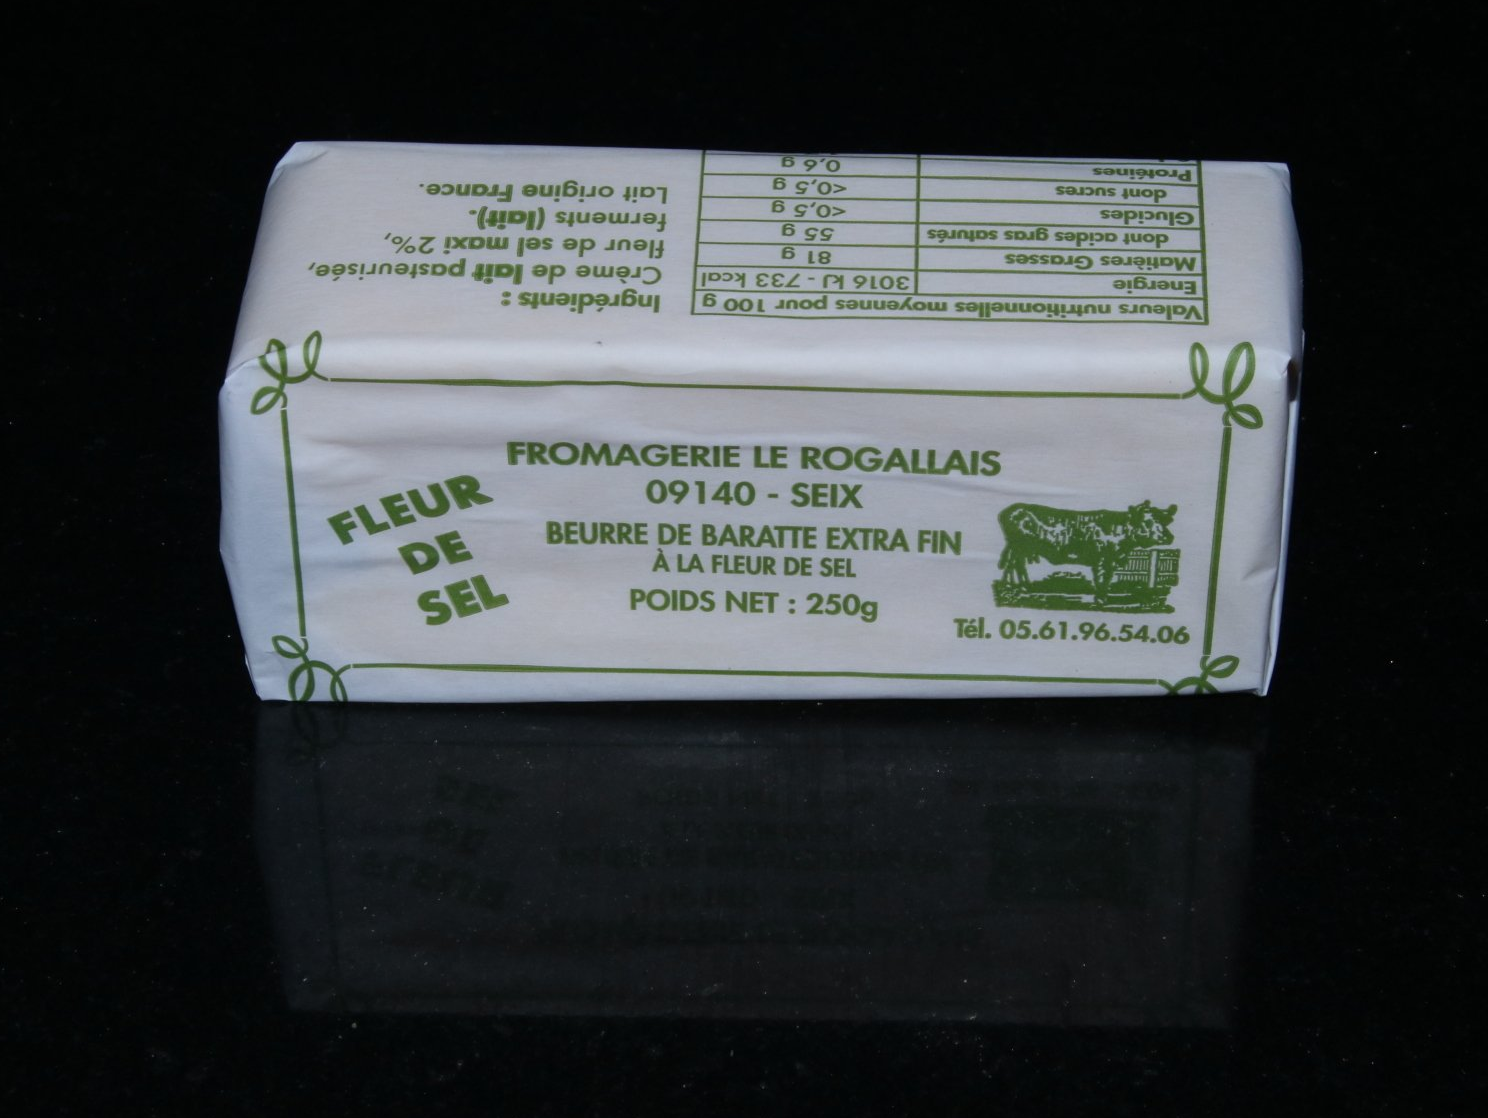 Ingrédients :
Crème de lait pasteurisée,
fleur de sel maxi 2%,
ferments (lait).
Lait origine France.
Valeurs nutritionnelles moyennes pour 100 g
Energie 3016 kJ - 733 kcal
Matières Grasses 81 g
dont acides gras saturés 55 g
Glucides <0,5 g
dont sucres <0,5 g
Protéines 0,6 g
FROMAGERIE LE ROGALLAIS
09140 - SEIX
FLEUR
DE
SEL
BEURRE DE BARATTE EXTRA FIN
À LA FLEUR DE SEL
POIDS NET : 250g
Tél. 05.61.96.54.06